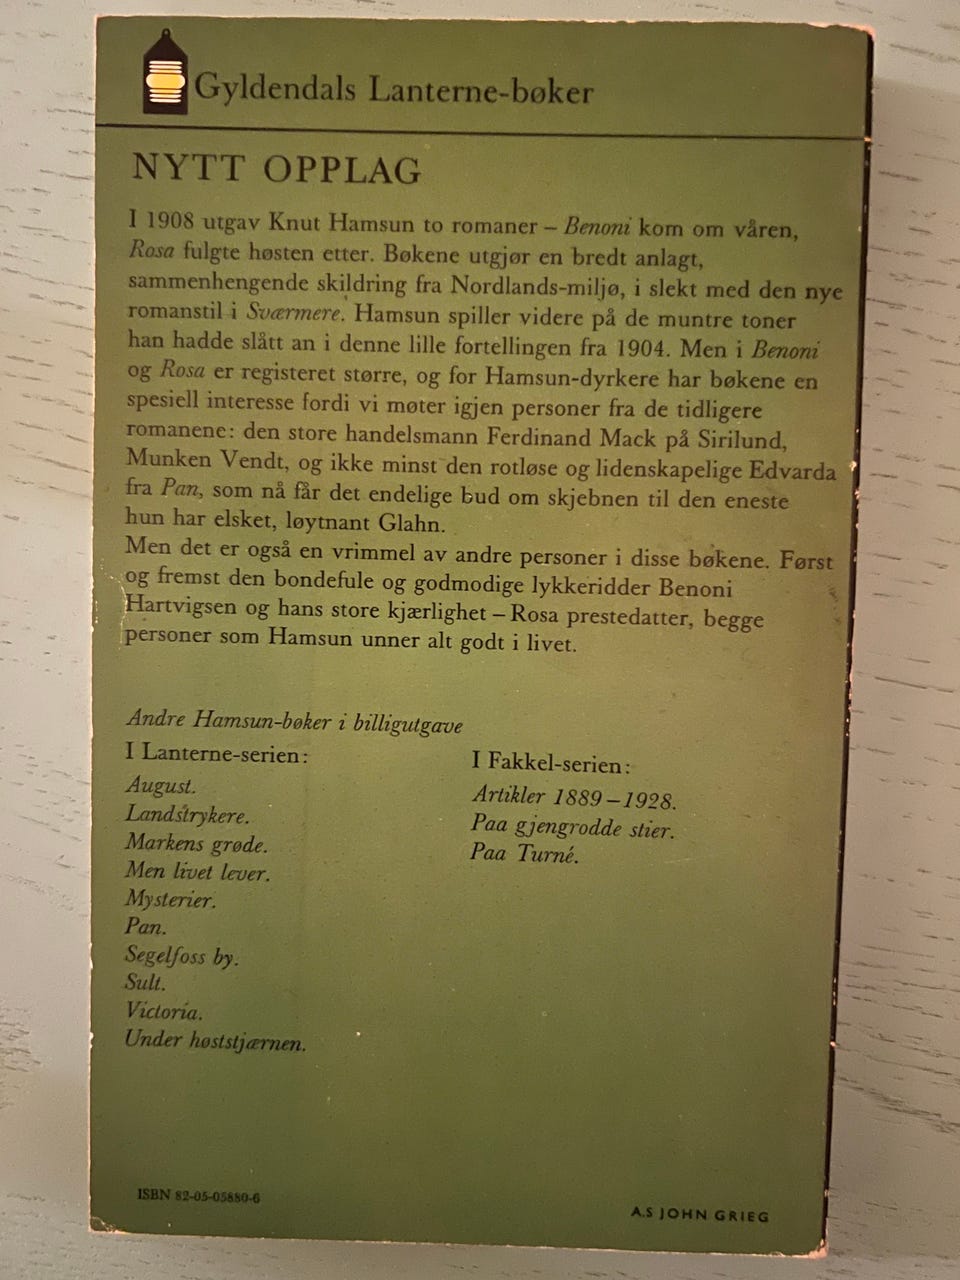 Gyldendals Lanterne-bøker
NYTT OPPLAG
I 1908 utgav Knut Hamsun to romaner – Benoni kom om våren,
Rosa fulgte høsten etter. Bøkene utgjør en bredt anlagt,
sammenhengende skildring fra Nordlands-miljø, i slekt med den nye
romanstil i Sværmere. Hamsun spiller videre på de muntre toner
han hadde slått an i denne lille fortellingen fra 1904. Men i Benoni
og Rosa er registeret større, og for Hamsun-dyrkere har bøkene en
spesiell interesse fordi vi møter igjen personer fra de tidligere
romanene: den store handelsmann Ferdinand Mack på Sirilund,
Munken Vendt, og ikke minst den rotløse og lidenskapelige Edvarda
fra Pan, som nå får det endelige bud om skjebnen til den eneste
hun har elsket, løytnant Glahn.
Men det er også en vrimmel av andre personer i disse bøkene. Først
og fremst den bondefule og godmodige lykkeridder Benoni
Hartvigsen og hans store kjærlighet – Rosa prestedatter, begge
personer som Hamsun unner alt godt i livet.
Andre Hamsun-bøker i billigutgave
I Lanterne-serien:
August.
Landstrykere.
Markens grøde.
Men livet lever.
Mysterier.
Pan.
Segelfoss by.
Sult.
Victoria.
Under høststjærnen.
I Fakkel-serien:
Artikler 1889–1928.
Paa gjengrodde stier.
Paa Turné.
ISBN 82-05-05880-6
A.S JOHN GRIEG